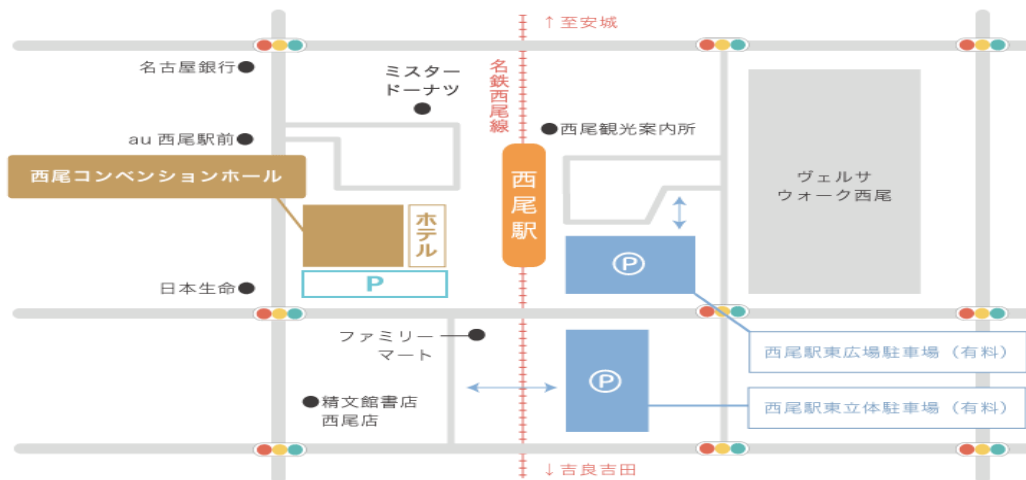 ↑至安城
名古屋銀行
ミスター
ドーナツ
名鉄西尾線
西尾観光案内所
au 西尾駅前
西尾コンベンションホール
西尾駅
ヴェルサ
ウォーク西尾
ホテル
P
P
日本生命
ファミリー
マート
西尾駅東広場駐車場（有料）
P
精文館書店
西尾店
西尾駅東立体駐車場（有料）
↓吉良吉田